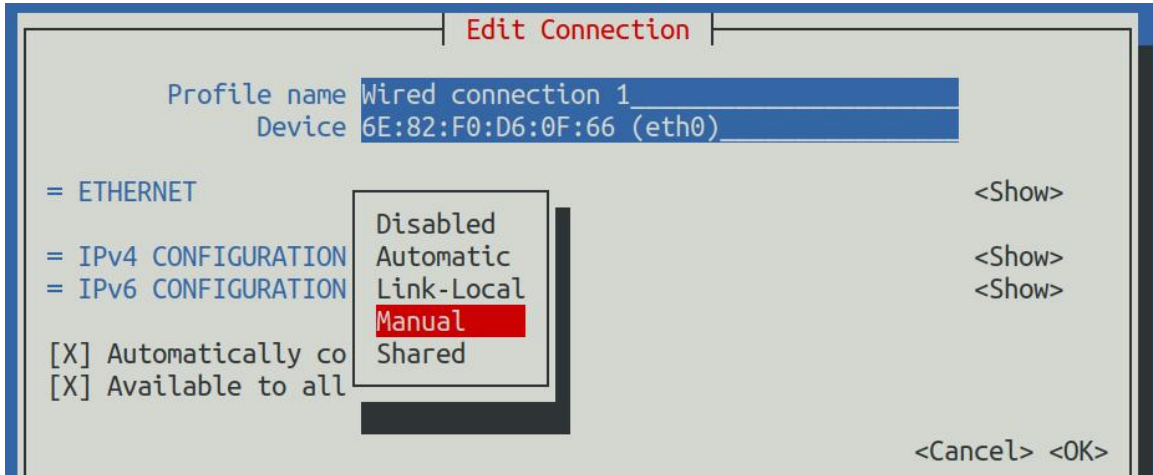 Edit Connection
Profile name Wired connection 1
Device 6E:82:F0:D6:0F:66 (eth0)
= ETHERNET <Show>
Disabled
= IPv4 CONFIGURATION Automatic <Show>
= IPv6 CONFIGURATION Link-Local <Show>
Manual
[X] Automatically co Shared
[X] Available to all
<Cancel> <OK>